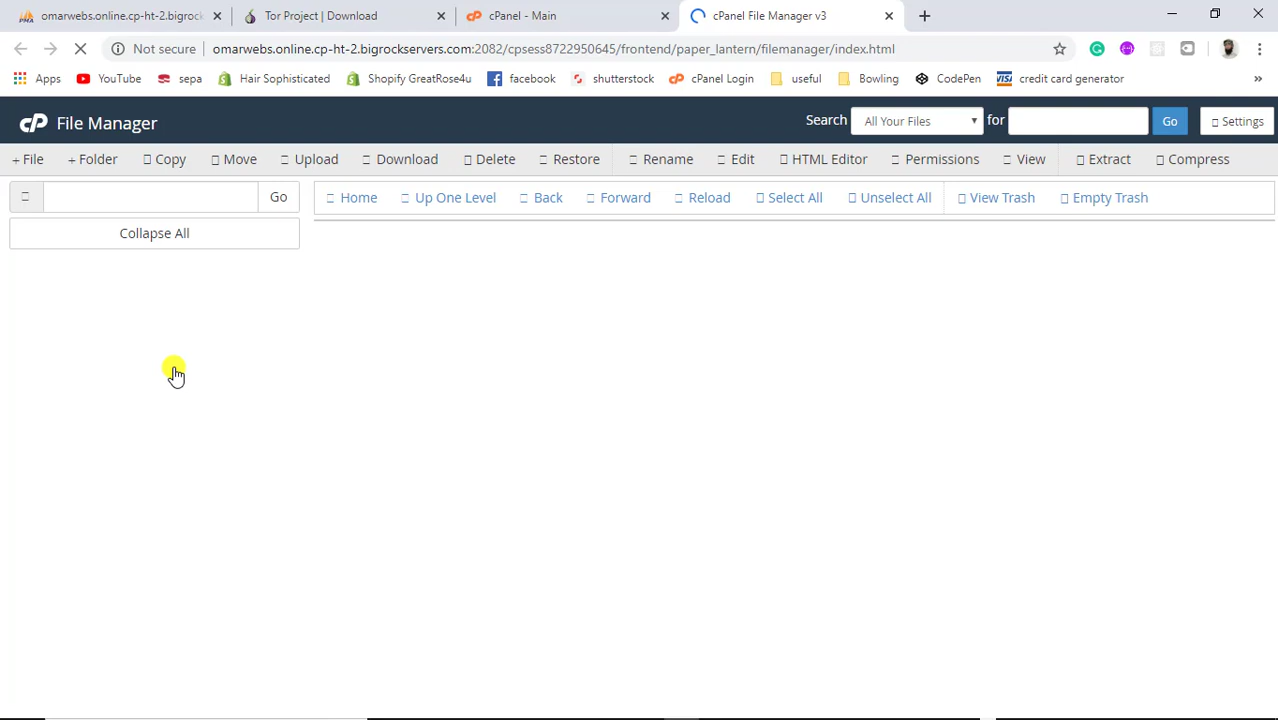 omarwebs.online.cp-ht-2.bigrock
Tor Project | Download
cPanel - Main
cPanel File Manager v3
Not secure
omarwebs.online.cp-ht-2.bigrockservers.com:2082/cpsess8722950645/frontend/paper_lantern/filemanager/index.html
Apps YouTube sepa Hair Sophisticated Shopify GreatRose4u facebook shutterstock cPanel Login useful Bowling CodePen credit card generator »
cP File Manager Search All Your Files for Go Settings
+ File + Folder Copy Move Upload Download Delete Restore Rename Edit HTML Editor Permissions View Extract Compress
Go Home Up One Level Back Forward Reload Select All Unselect All View Trash Empty Trash
Collapse All